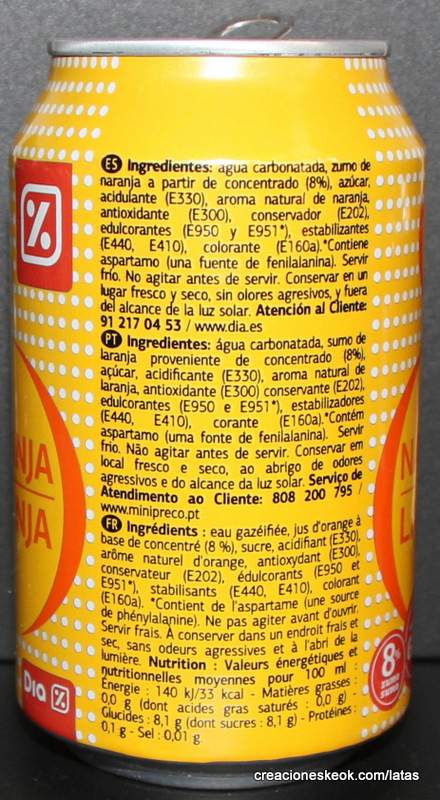 ES Ingredientes: agua carbonatada, zumo de
naranja a partir de concentrado (8%), azúcar,
acidulante (E330), aroma natural de naranja,
antioxidante (E300), conservador (E202),
edulcorantes (E950 y E951*), estabilizantes
(E440, E410), colorante (E160a).*Contiene
aspartamo (una fuente de fenilalanina). Servir
frío. No agitar antes de servir. Conservar en un
lugar fresco y seco, sin olores agresivos, y fuera
del alcance de la luz solar. Atención al Cliente:
91 217 04 53 / www.dia.es
PT Ingredientes: água carbonatada, sumo de
laranja proveniente de concentrado (8%),
açúcar, acidificante (E330), aroma natural de
laranja, antioxidante (E300) conservante (E202),
edulcorantes (E950 e E951*), estabilizadores
(E440, E410), corante (E160a).*Contém
aspartamo (uma fonte de fenilalanina). Servir
frio. Não agitar antes de servir. Conservar em
local fresco e seco, ao abrigo de odores
agressivos e do alcance da luz solar. Serviço de
Atendimento ao Cliente: 808 200 795 /
www.minipreco.pt
FR Ingrédients : eau gazéifiée, jus d'orange à
base de concentré (8 %), sucre, acidifiant (E330),
arôme naturel d'orange, antioxydant (E300),
conservateur (E202), édulcorants (E950 et
E951*), stabilisants (E440, E410), colorant
(E160a). *Contient de l'aspartame (une source
de phénylalanine). Ne pas agiter avant d'ouvrir.
Servir frais. À conserver dans un endroit frais et
sec, sans odeurs agressives et à l'abri de la
lumière. Nutrition : Valeurs énergétiques et
nutritionnelles moyennes pour 100 ml :
Énergie : 140 kJ/33 kcal - Matières grasses :
0,0 g (dont acides gras saturés : 0,0 g) -
Glucides : 8,1 g (dont sucres : 8,1 g) - Protéines :
0,1 g - Sel : 0,01 g.
NJA
NJA
Dia %
N
L
8%
zumo
sumo
creacioneskeok.com/latas